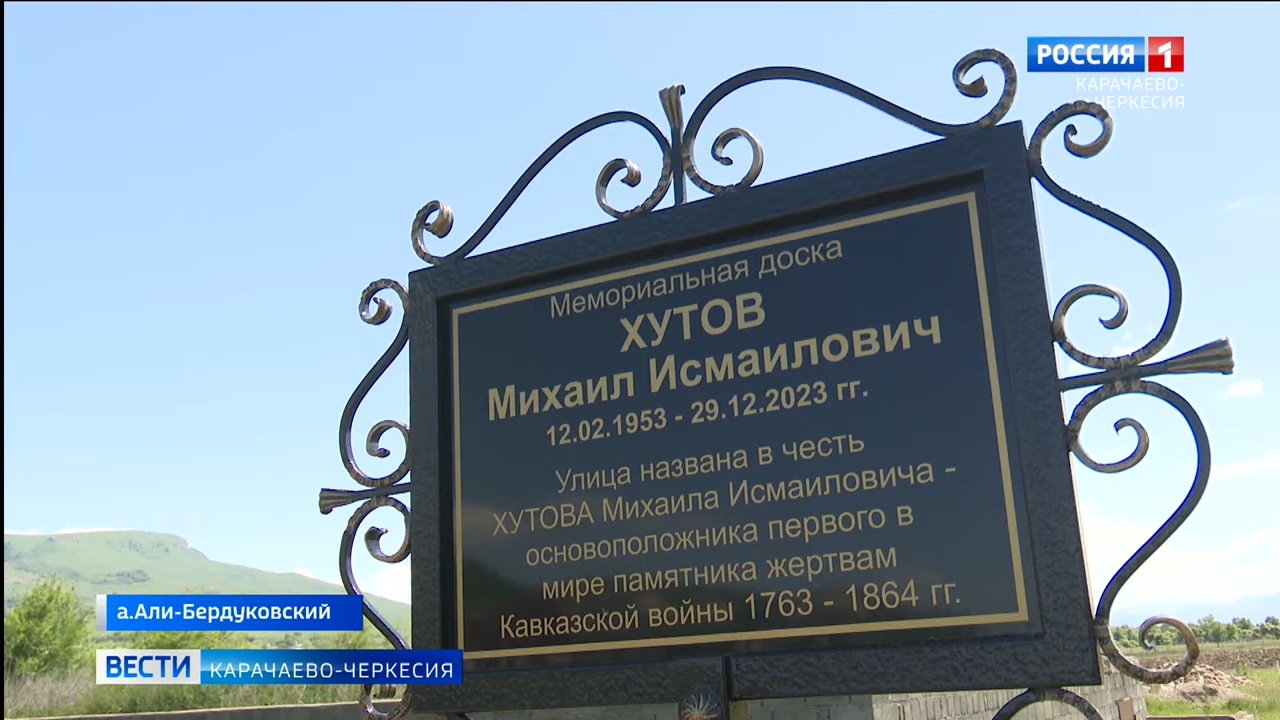 РОССИЯ 1
КАРАЧАЕВО-
-ЧЕРКЕСИЯ
Мемориальная доска
ХУТОВ
Михаил Исмаилович
12.02.1953 - 29.12.2023 гг.
Улица названа в честь
ХУТОВА Михаила Исмаиловича -
основоположника первого в
мире памятника жертвам
Кавказской войны 1763 - 1864 гг.
а.Али-Бердуковский
ВЕСТИ КАРАЧАЕВО-ЧЕРКЕСИЯ